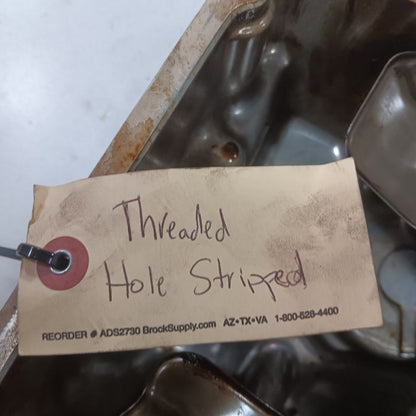 Threaded
Hole Stripped
REORDER # ADS2730 BrockSupply.com AZ•TX•VA 1-800-528-4400